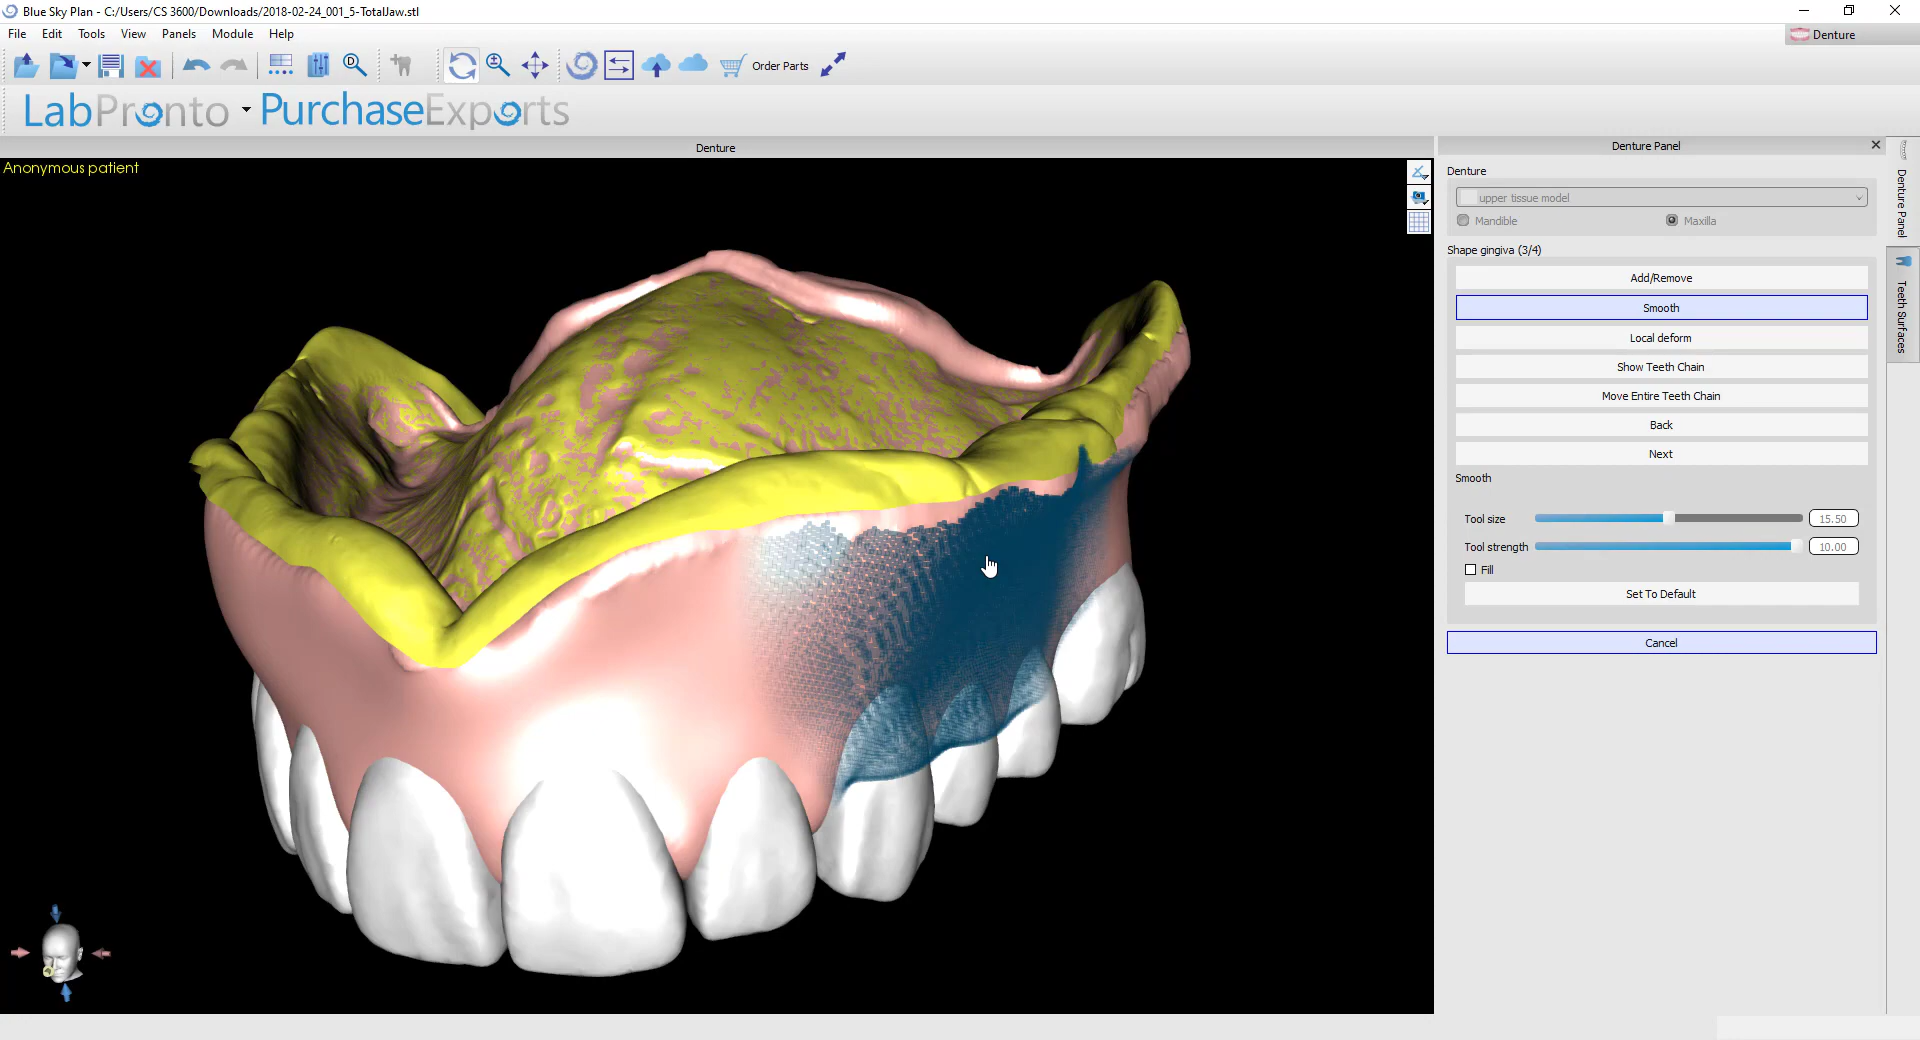 Blue Sky Plan - C:/Users/CS 3600/Downloads/2018-02-24_001_5-TotalJaw.stl
File Edit Tools View Panels Module Help
Denture
D
Order Parts
LabPronto PurchaseExports
Denture
Anonymous patient
Denture Panel
Denture
upper tissue model
Mandible Maxilla
Shape gingiva (3/4)
Add/Remove
Smooth
Local deform
Show Teeth Chain
Move Entire Teeth Chain
Back
Next
Smooth
Tool size 15.50
Tool strength 10.00
Fill
Set To Default
Cancel
Denture Panel
Teeth Surfaces